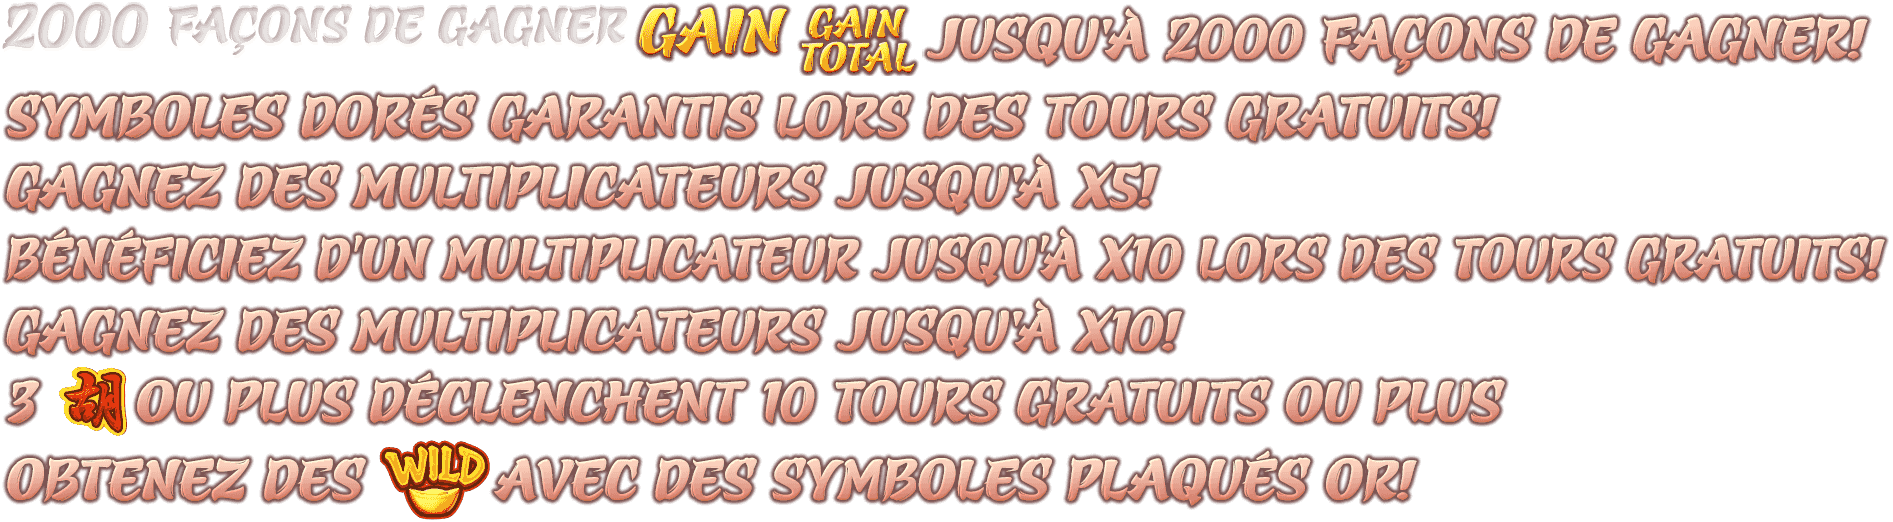 2000 FAÇONS DE GAGNER GAIN GAIN TOTAL JUSQU'À 2000 FAÇONS DE GAGNER!
SYMBOLES DORÉS GARANTIS LORS DES TOURS GRATUITS!
GAGNEZ DES MULTIPLICATEURS JUSQU'À X5!
BÉNÉFICIEZ D'UN MULTIPLICATEUR JUSQU'À X10 LORS DES TOURS GRATUITS!
GAGNEZ DES MULTIPLICATEURS JUSQU'À X10!
3 胡 OU PLUS DÉCLENCHENT 10 TOURS GRATUITS OU PLUS
OBTENEZ DES WILD AVEC DES SYMBOLES PLAQUÉS OR!